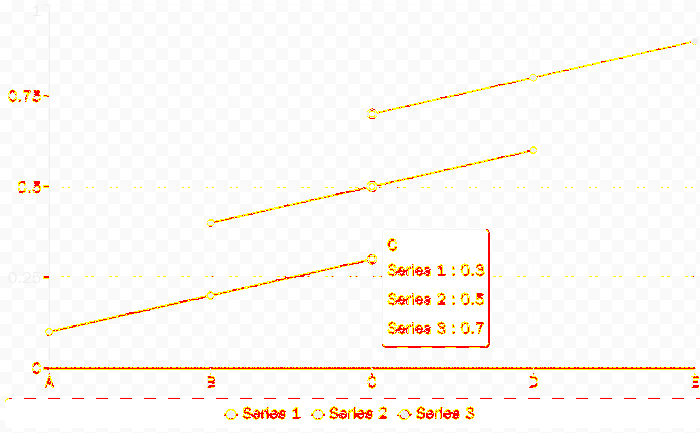 1
0.75
0.5
0.25
0
A B C D E
C
Series 1 : 0.3
Series 2 : 0.5
Series 3 : 0.7
Series 1 Series 2 Series 3